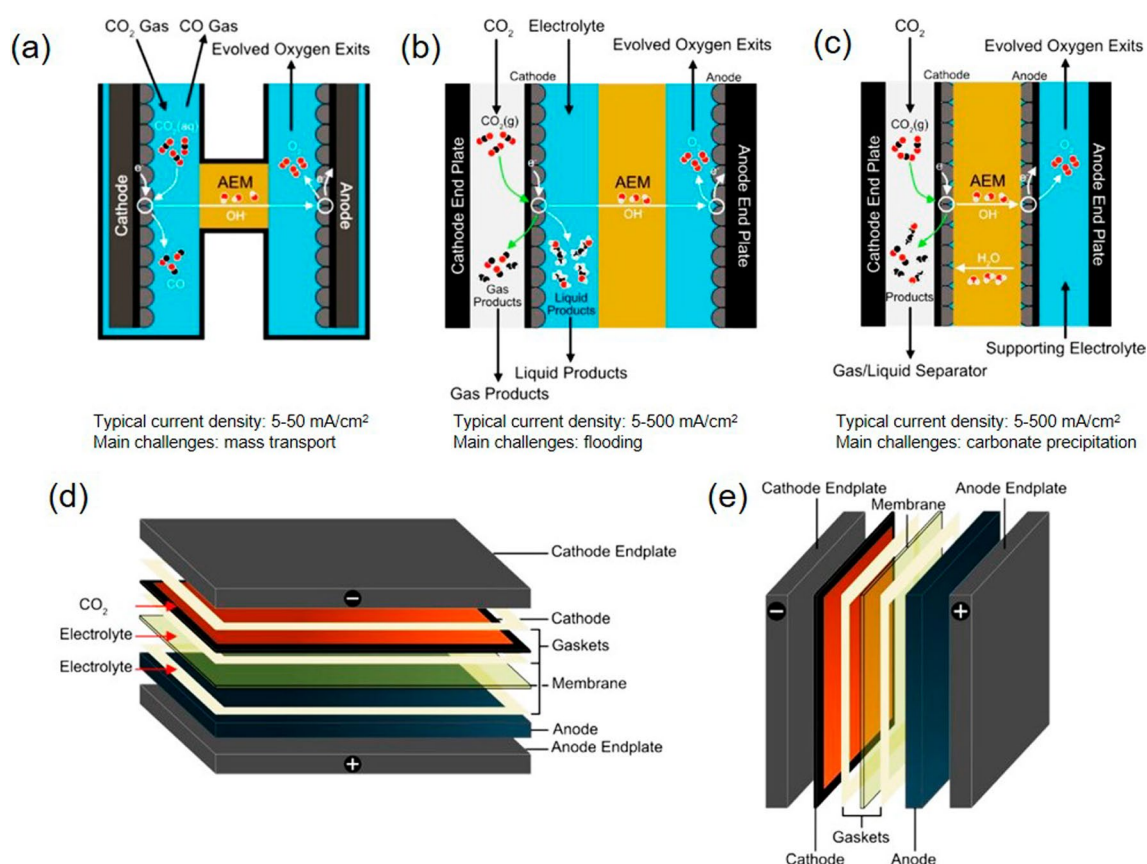 (a)
CO₂ Gas
CO Gas
Evolved Oxygen Exits
CO₂(aq)
O₂
e⁻
e⁻
AEM
OH⁻
CO
Cathode
Anode
Typical current density: 5-50 mA/cm²
Main challenges: mass transport
(b)
CO₂
Electrolyte
Evolved Oxygen Exits
Cathode
Anode
CO₂(g)
O₂
e⁻
e⁻
AEM
OH⁻
Cathode End Plate
Anode End Plate
Gas
Products
Liquid
Products
Liquid Products
Gas Products
Typical current density: 5-500 mA/cm²
Main challenges: flooding
(c)
CO₂
Evolved Oxygen Exits
Cathode
Anode
CO₂(g)
O₂
e⁻
e⁻
AEM
OH⁻
H₂O
Cathode End Plate
Anode End Plate
Products
Supporting Electrolyte
Gas/Liquid Separator
Typical current density: 5-500 mA/cm²
Main challenges: carbonate precipitation
(d)
Cathode Endplate
−
CO₂
Cathode
Electrolyte
Gaskets
Electrolyte
Membrane
Anode
Anode Endplate
+
(e)
Cathode Endplate
Anode Endplate
Membrane
−
+
Gaskets
Cathode
Anode